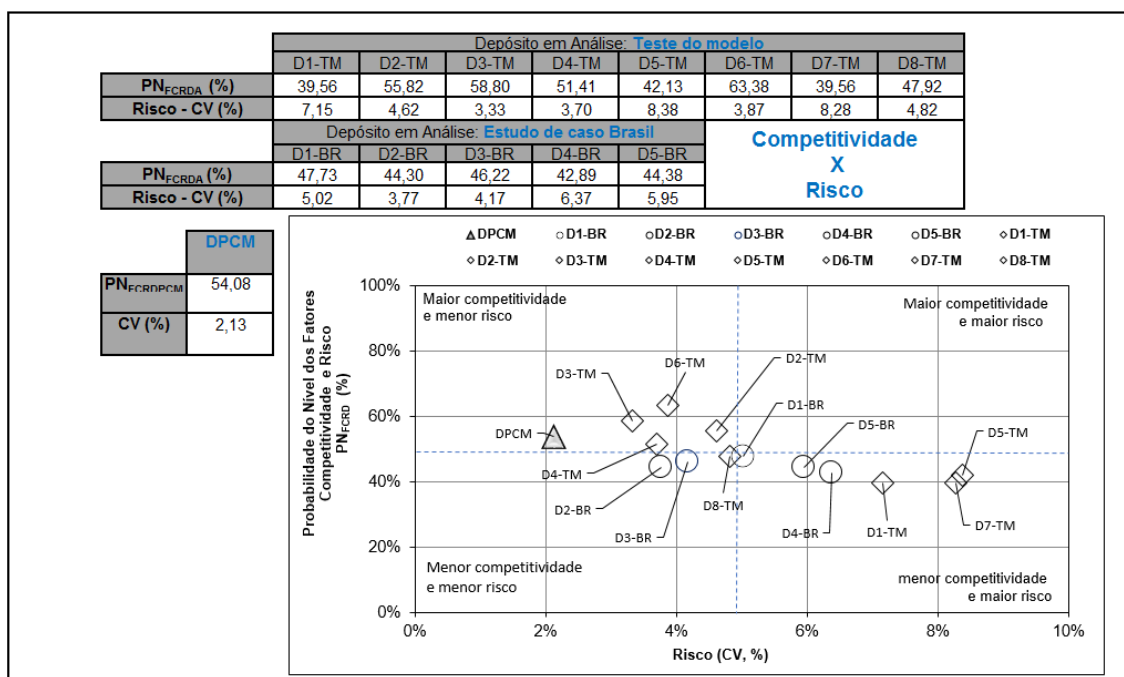 Depósito em Análise: Teste do modelo
D1-TM D2-TM D3-TM D4-TM D5-TM D6-TM D7-TM D8-TM
PNFCRDA (%) 39,56 55,82 58,80 51,41 42,13 63,38 39,56 47,92
Risco - CV (%) 7,15 4,62 3,33 3,70 8,38 3,87 8,28 4,82
Depósito em Análise: Estudo de caso Brasil
D1-BR D2-BR D3-BR D4-BR D5-BR
PNFCRDA (%) 47,73 44,30 46,22 42,89 44,38
Risco - CV (%) 5,02 3,77 4,17 6,37 5,95
Competitividade
X
Risco
DPCM
PNFCRDPCM 54,08
CV (%) 2,13
DPCM D1-BR D2-BR D3-BR D4-BR D5-BR D1-TM
D2-TM D3-TM D4-TM D5-TM D6-TM D7-TM D8-TM
Probabilidade do Nível dos Fatores
Competitividade e Risco
PNFCRD (%)
100%
80%
60%
40%
20%
0%
Maior competitividade
e menor risco
Maior competitividade
e maior risco
D6-TM
D2-TM
D3-TM
D1-BR
DPCM
D5-BR
D5-TM
D4-TM
D2-BR
D8-TM
D3-BR
D4-BR
D1-TM
D7-TM
Menor competitividade
e menor risco
menor competitividade
e maior risco
0% 2% 4% 6% 8% 10%
Risco (CV, %)